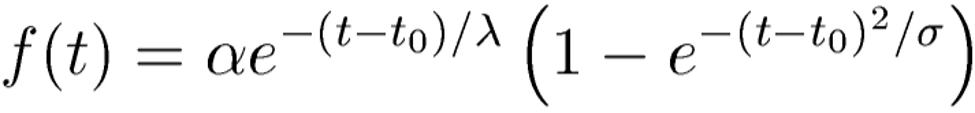 f(t) = αe^{-(t-t_0)/λ} (1 - e^{-(t-t_0)^2/σ})